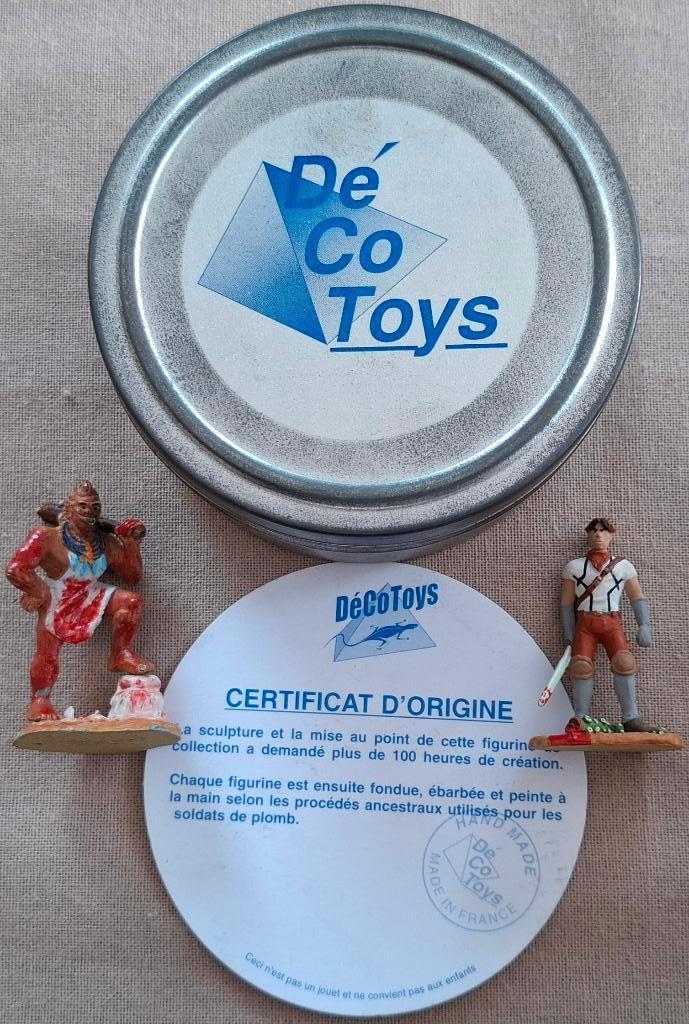 Dé
Co
Toys
DéCoToys
CERTIFICAT D'ORIGINE
La sculpture et la mise au point de cette figurine
collection a demandé plus de 100 heures de création.
Chaque figurine est ensuite fondue, ébarbée et peinte à
la main selon les procédés ancestraux utilisés pour les
soldats de plomb.
HAND MADE
Dé
Co
Toys
MADE IN FRANCE
Ceci n'est pas un jouet et ne convient pas aux enfants